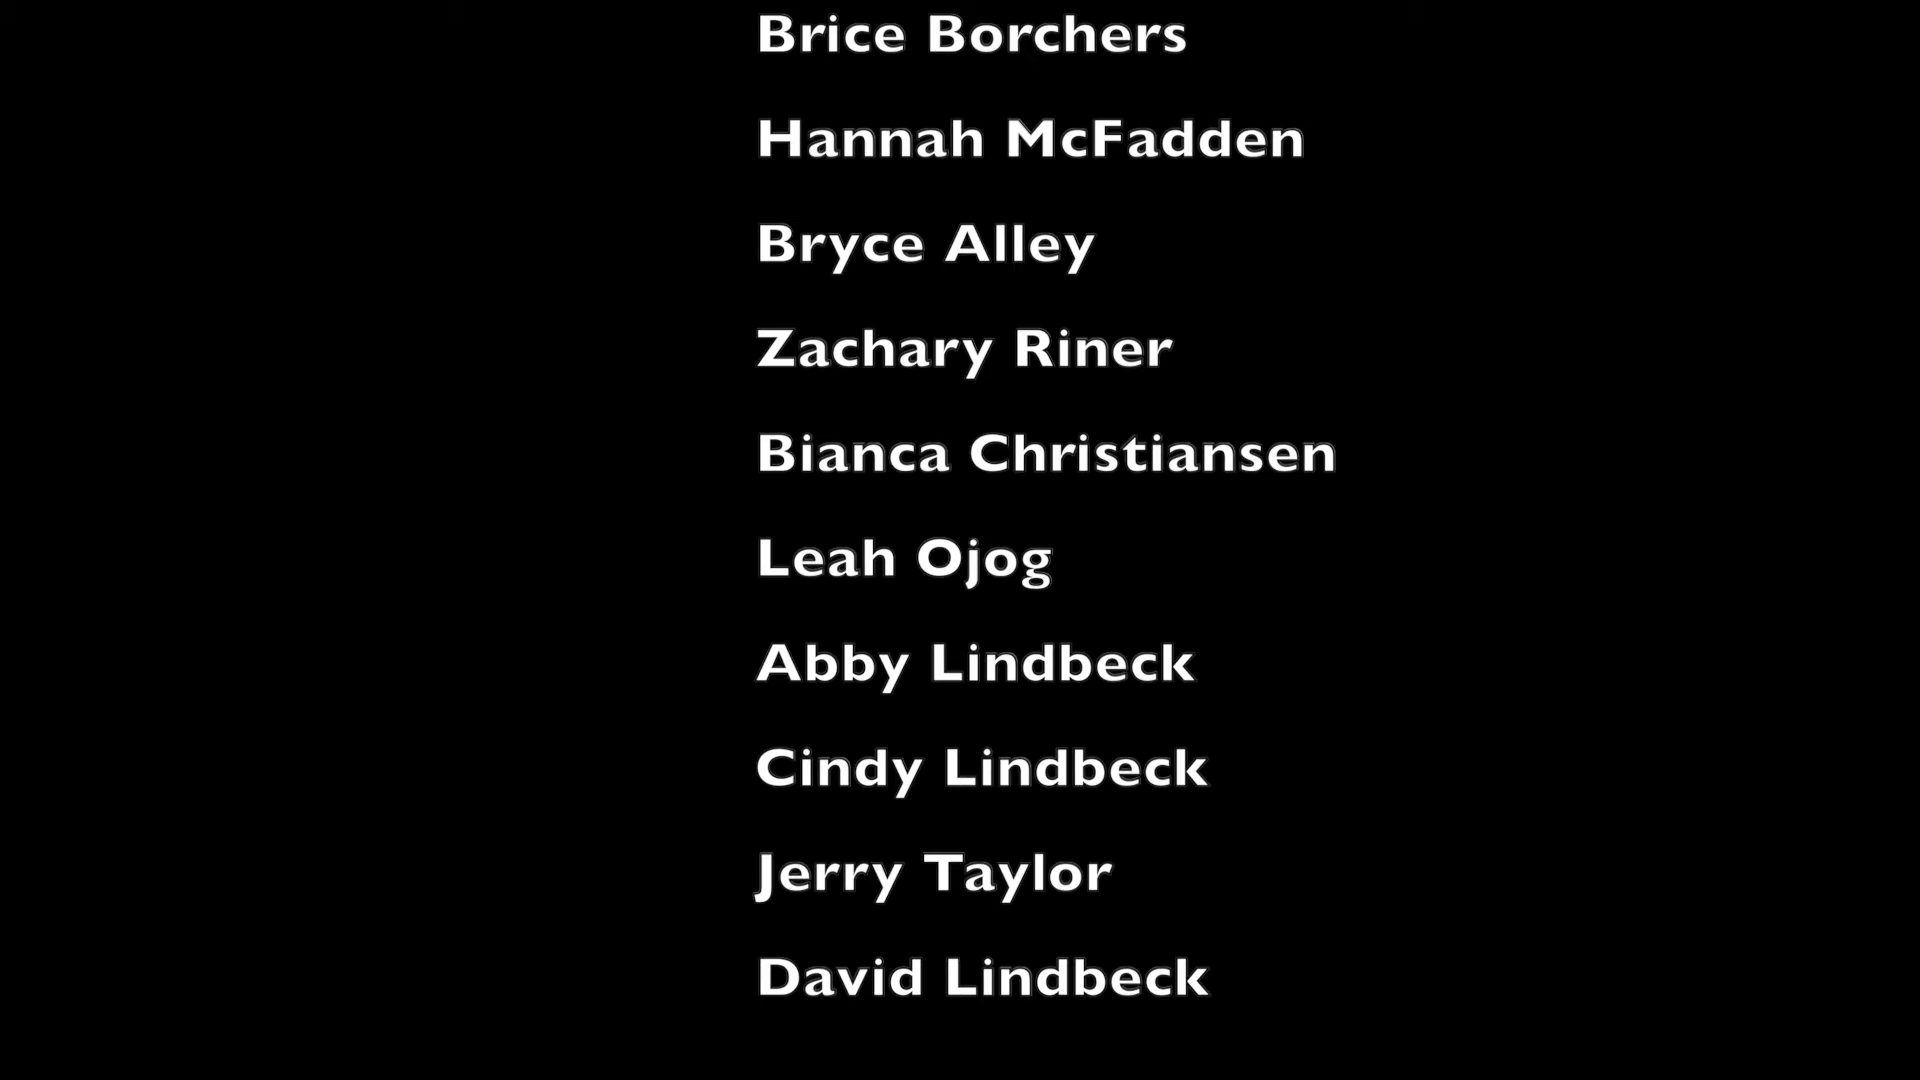 Brice Borchers
Hannah McFadden
Bryce Alley
Zachary Riner
Bianca Christiansen
Leah Ojog
Abby Lindbeck
Cindy Lindbeck
Jerry Taylor
David Lindbeck